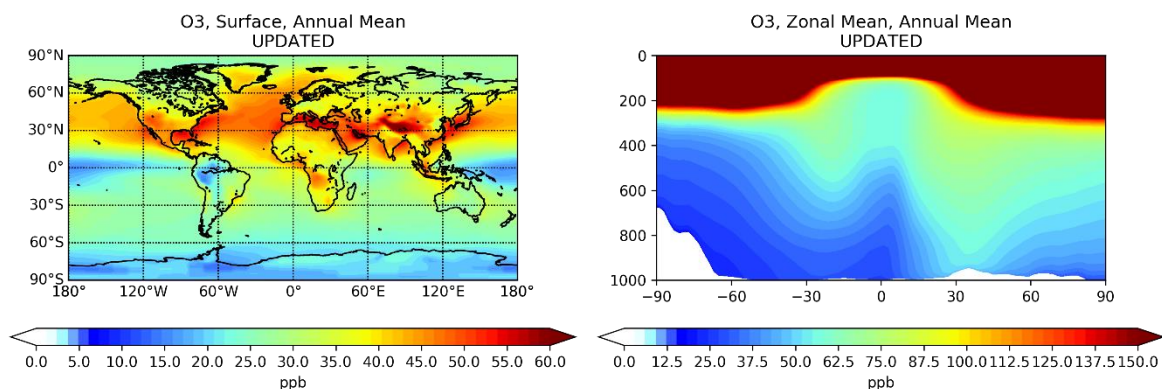 O3, Surface, Annual Mean
UPDATED
90°N
60°N
30°N
0°
30°S
60°S
90°S
180° 120°W 60°W 0° 60°E 120°E 180°
0.0 5.0 10.0 15.0 20.0 25.0 30.0 35.0 40.0 45.0 50.0 55.0 60.0
ppb
O3, Zonal Mean, Annual Mean
UPDATED
0
200
400
600
800
1000
−90 −60 −30 0 30 60 90
0.0 12.5 25.0 37.5 50.0 62.5 75.0 87.5 100.0 112.5 125.0 137.5 150.0
ppb